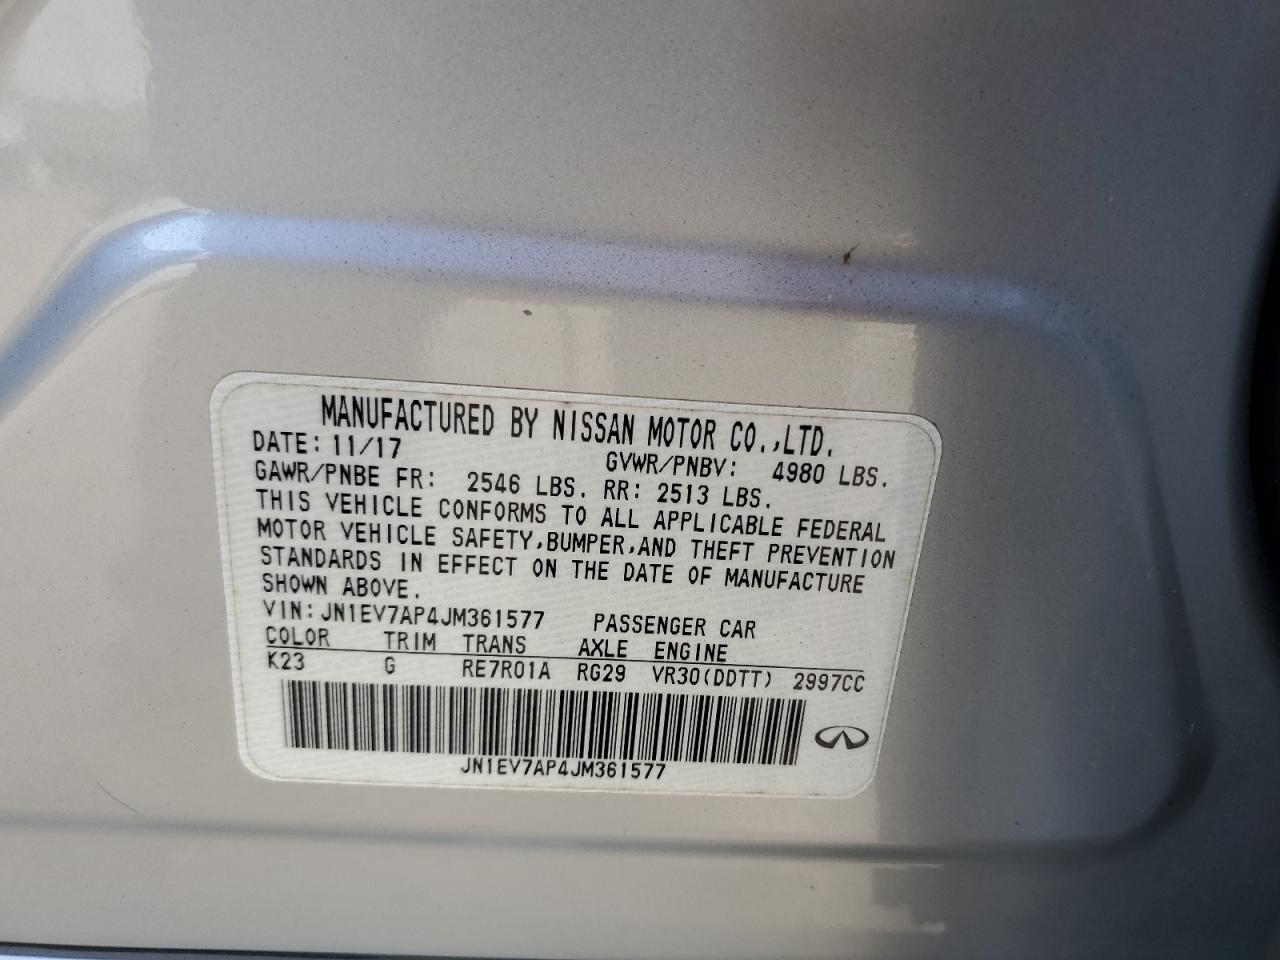 MANUFACTURED BY NISSAN MOTOR CO.,LTD.
DATE: 11/17 GVWR/PNBV: 4980 LBS.
GAWR/PNBE FR: 2546 LBS. RR: 2513 LBS.
THIS VEHICLE CONFORMS TO ALL APPLICABLE FEDERAL
MOTOR VEHICLE SAFETY,BUMPER,AND THEFT PREVENTION
STANDARDS IN EFFECT ON THE DATE OF MANUFACTURE
SHOWN ABOVE.
VIN: JN1EV7AP4JM361577 PASSENGER CAR
COLOR TRIM TRANS AXLE ENGINE
K23 G RE7R01A RG29 VR30(DDTT) 2997CC
JN1EV7AP4JM361577